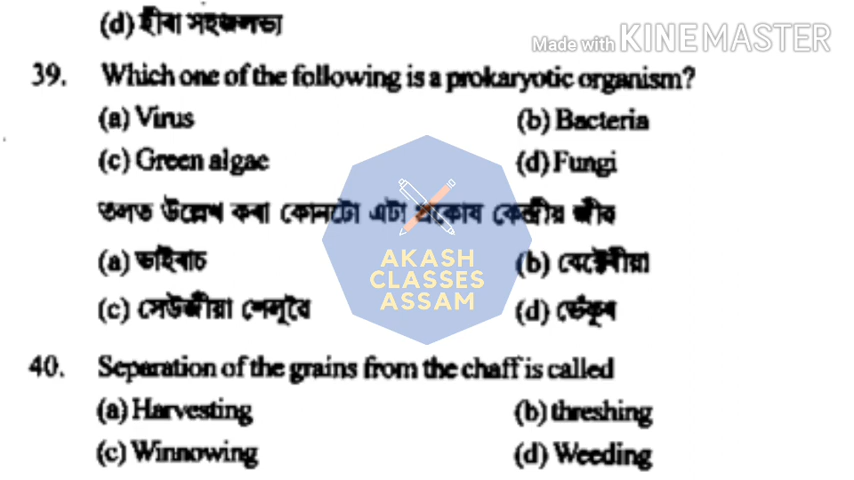 (d) হীৰা সহজলভ্য
Made with KINEMASTER
39. Which one of the following is a prokaryotic organism?
(a) Virus (b) Bacteria
(c) Green algae (d) Fungi
তলত উল্লেখ কৰা কোনটো এটা প্ৰকোষ কেন্দ্ৰীয় জীৱ
(a) ভাইৰাচ (b) বেক্টেৰীয়া
(c) সেউজীয়া শেলূৱৈ (d) ভেঁকূৰ
AKASH
CLASSES
ASSAM
40. Separation of the grains from the chaff is called
(a) Harvesting (b) threshing
(c) Winnowing (d) Weeding